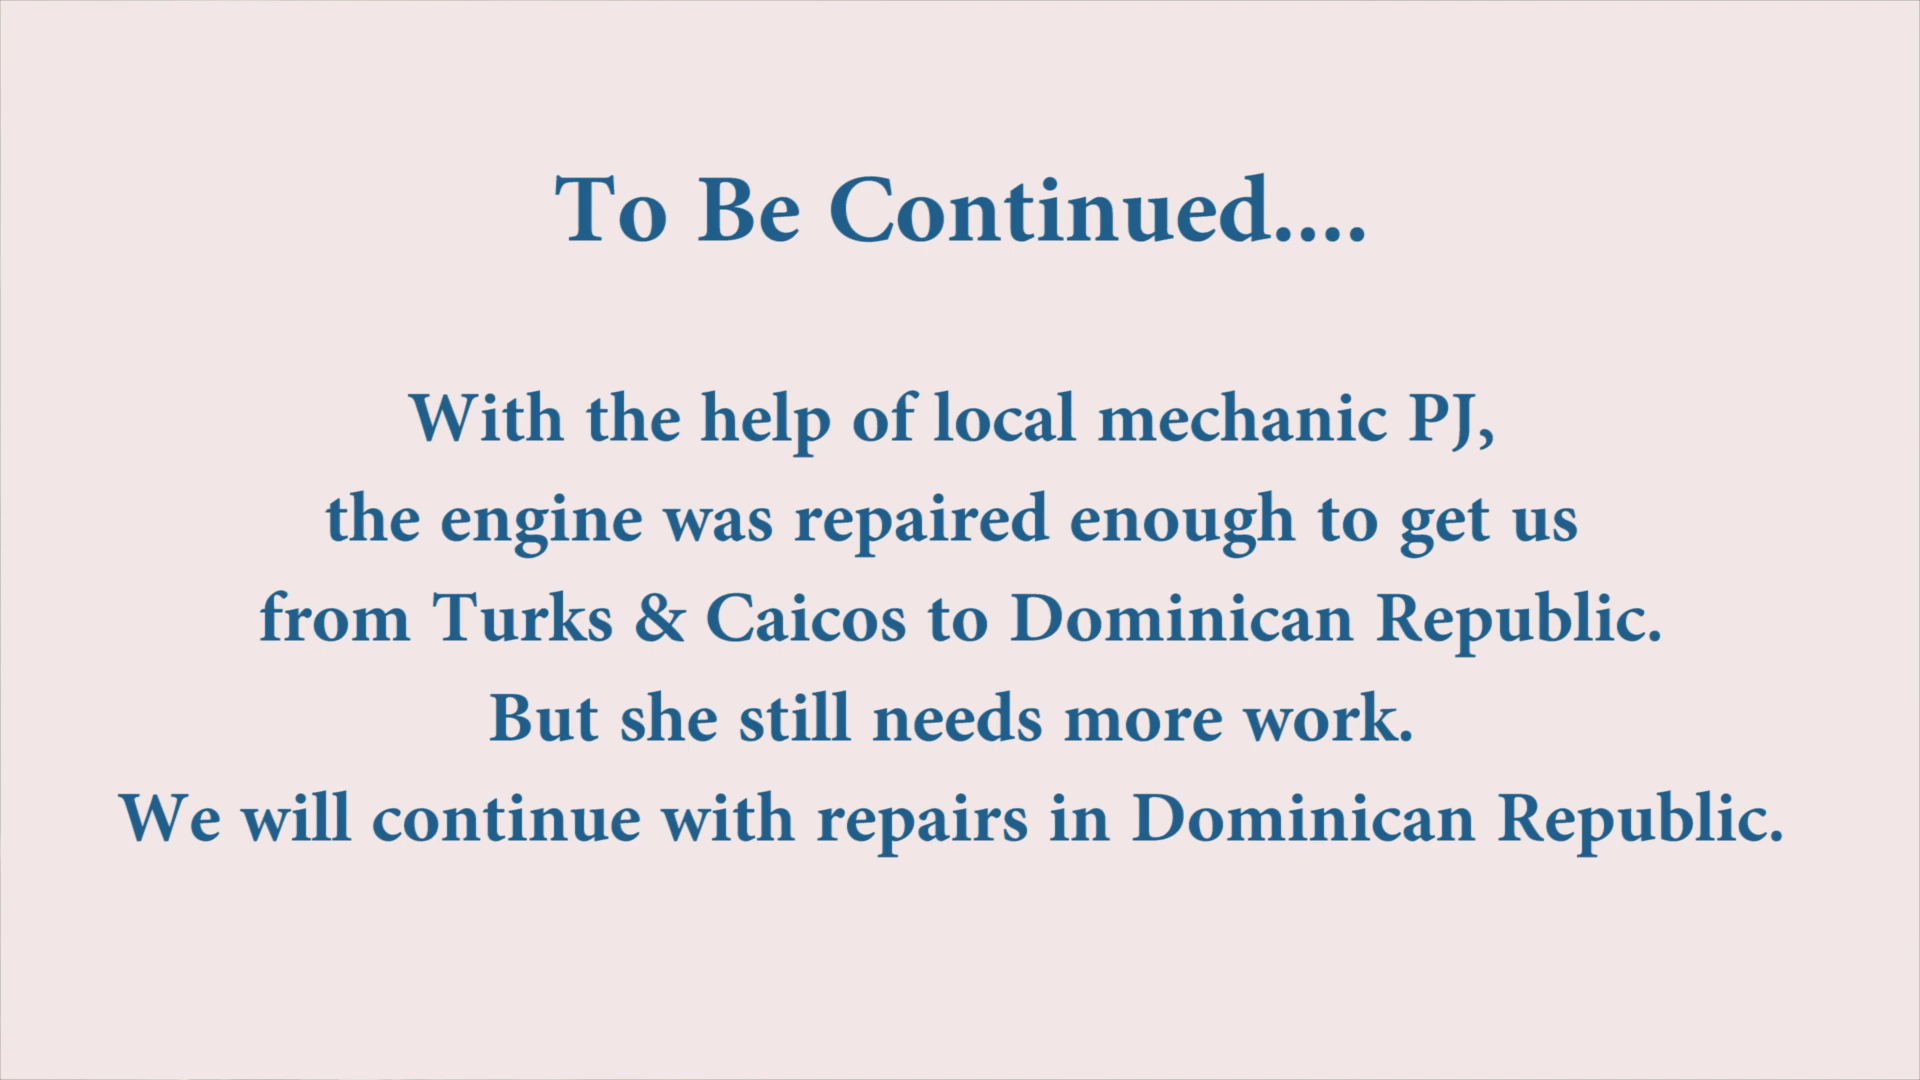 To Be Continued....
With the help of local mechanic PJ,
the engine was repaired enough to get us
from Turks & Caicos to Dominican Republic.
But she still needs more work.
We will continue with repairs in Dominican Republic.